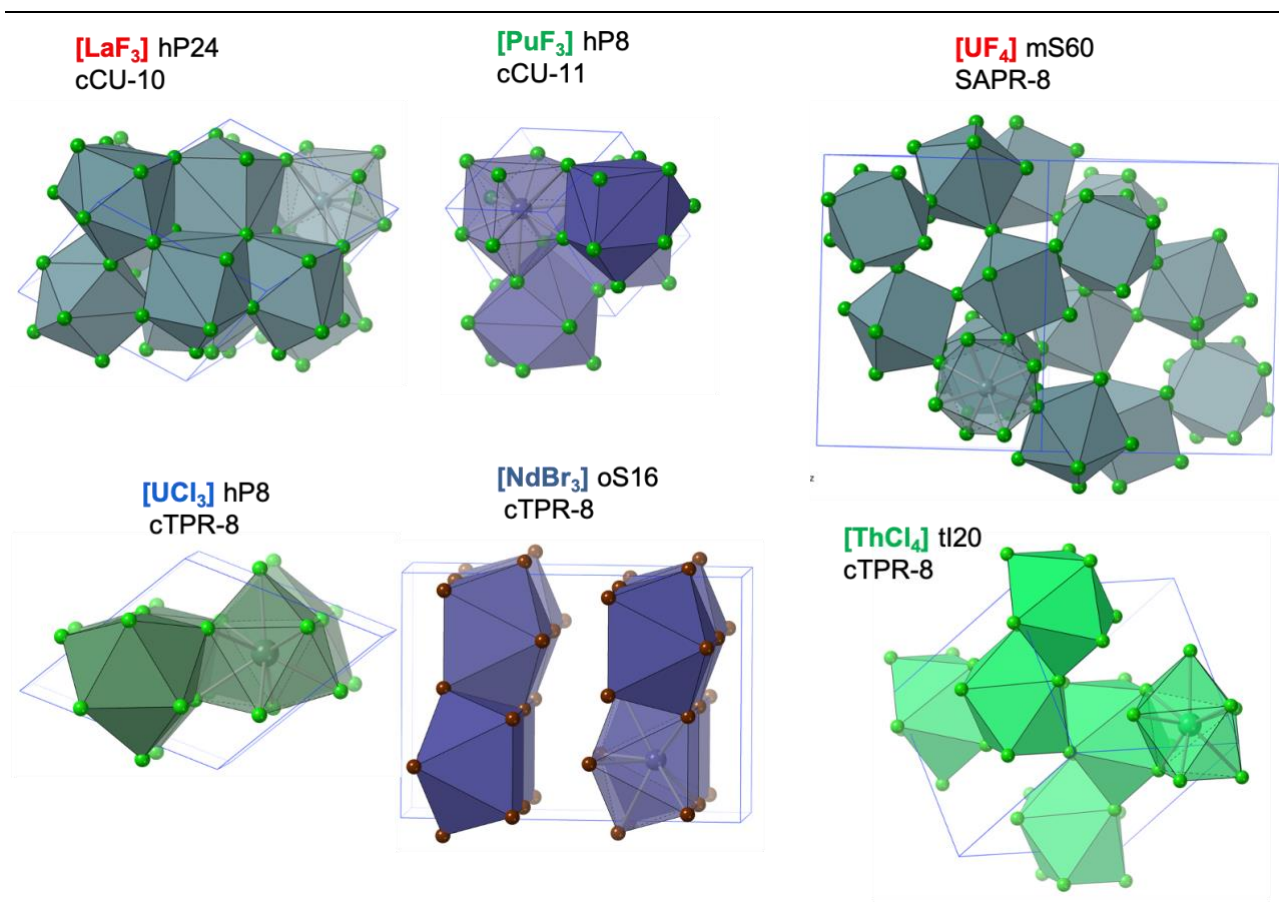 [LaF₃] hP24
cCU-10
[PuF₃] hP8
cCU-11
[UF₄] mS60
SAPR-8
z
[UCl₃] hP8
cTPR-8
[NdBr₃] oS16
cTPR-8
[ThCl₄] tI20
cTPR-8